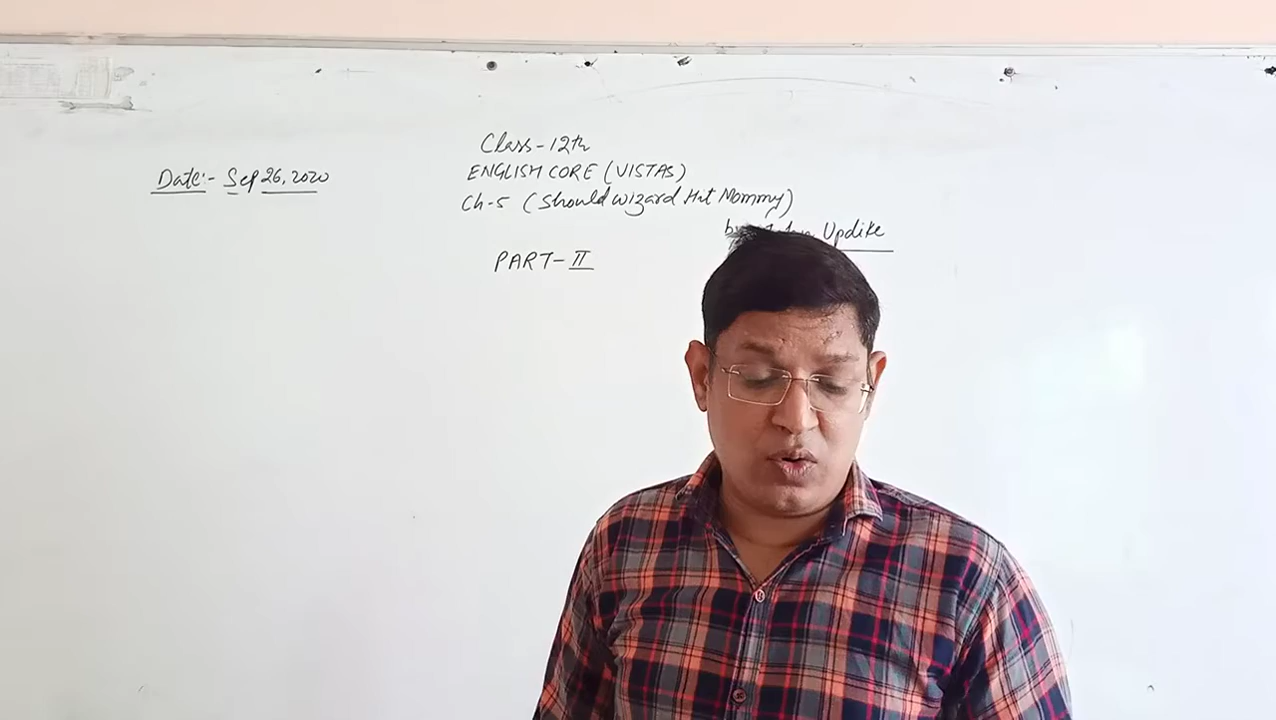 Class-12th
Date:- Sep 26, 2020
ENGLISH CORE (VISTAS)
Ch-5 (Should wizard Hit Mommy)
Updike
PART-II